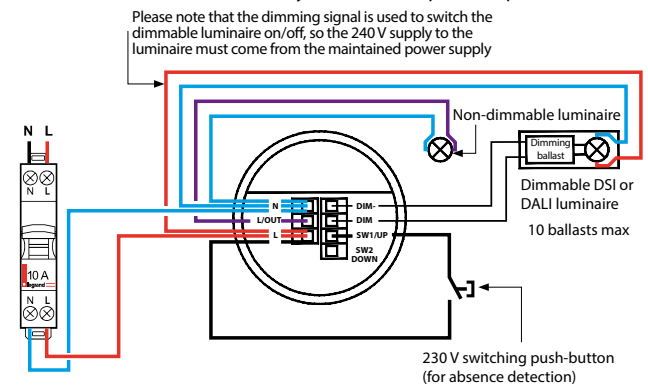 Please note that the dimming signal is used to switch the
dimmable luminaire on/off, so the 240 V supply to the
luminaire must come from the maintained power supply
Non-dimmable luminaire
N L
N L
Dimming
ballast
Dimmable DSI or
DALI luminaire
10 ballasts max
N
L/OUT
L
DIM-
DIM
SW1/UP
SW2
DOWN
10 A
legrand
N L
230 V switching push-button
(for absence detection)